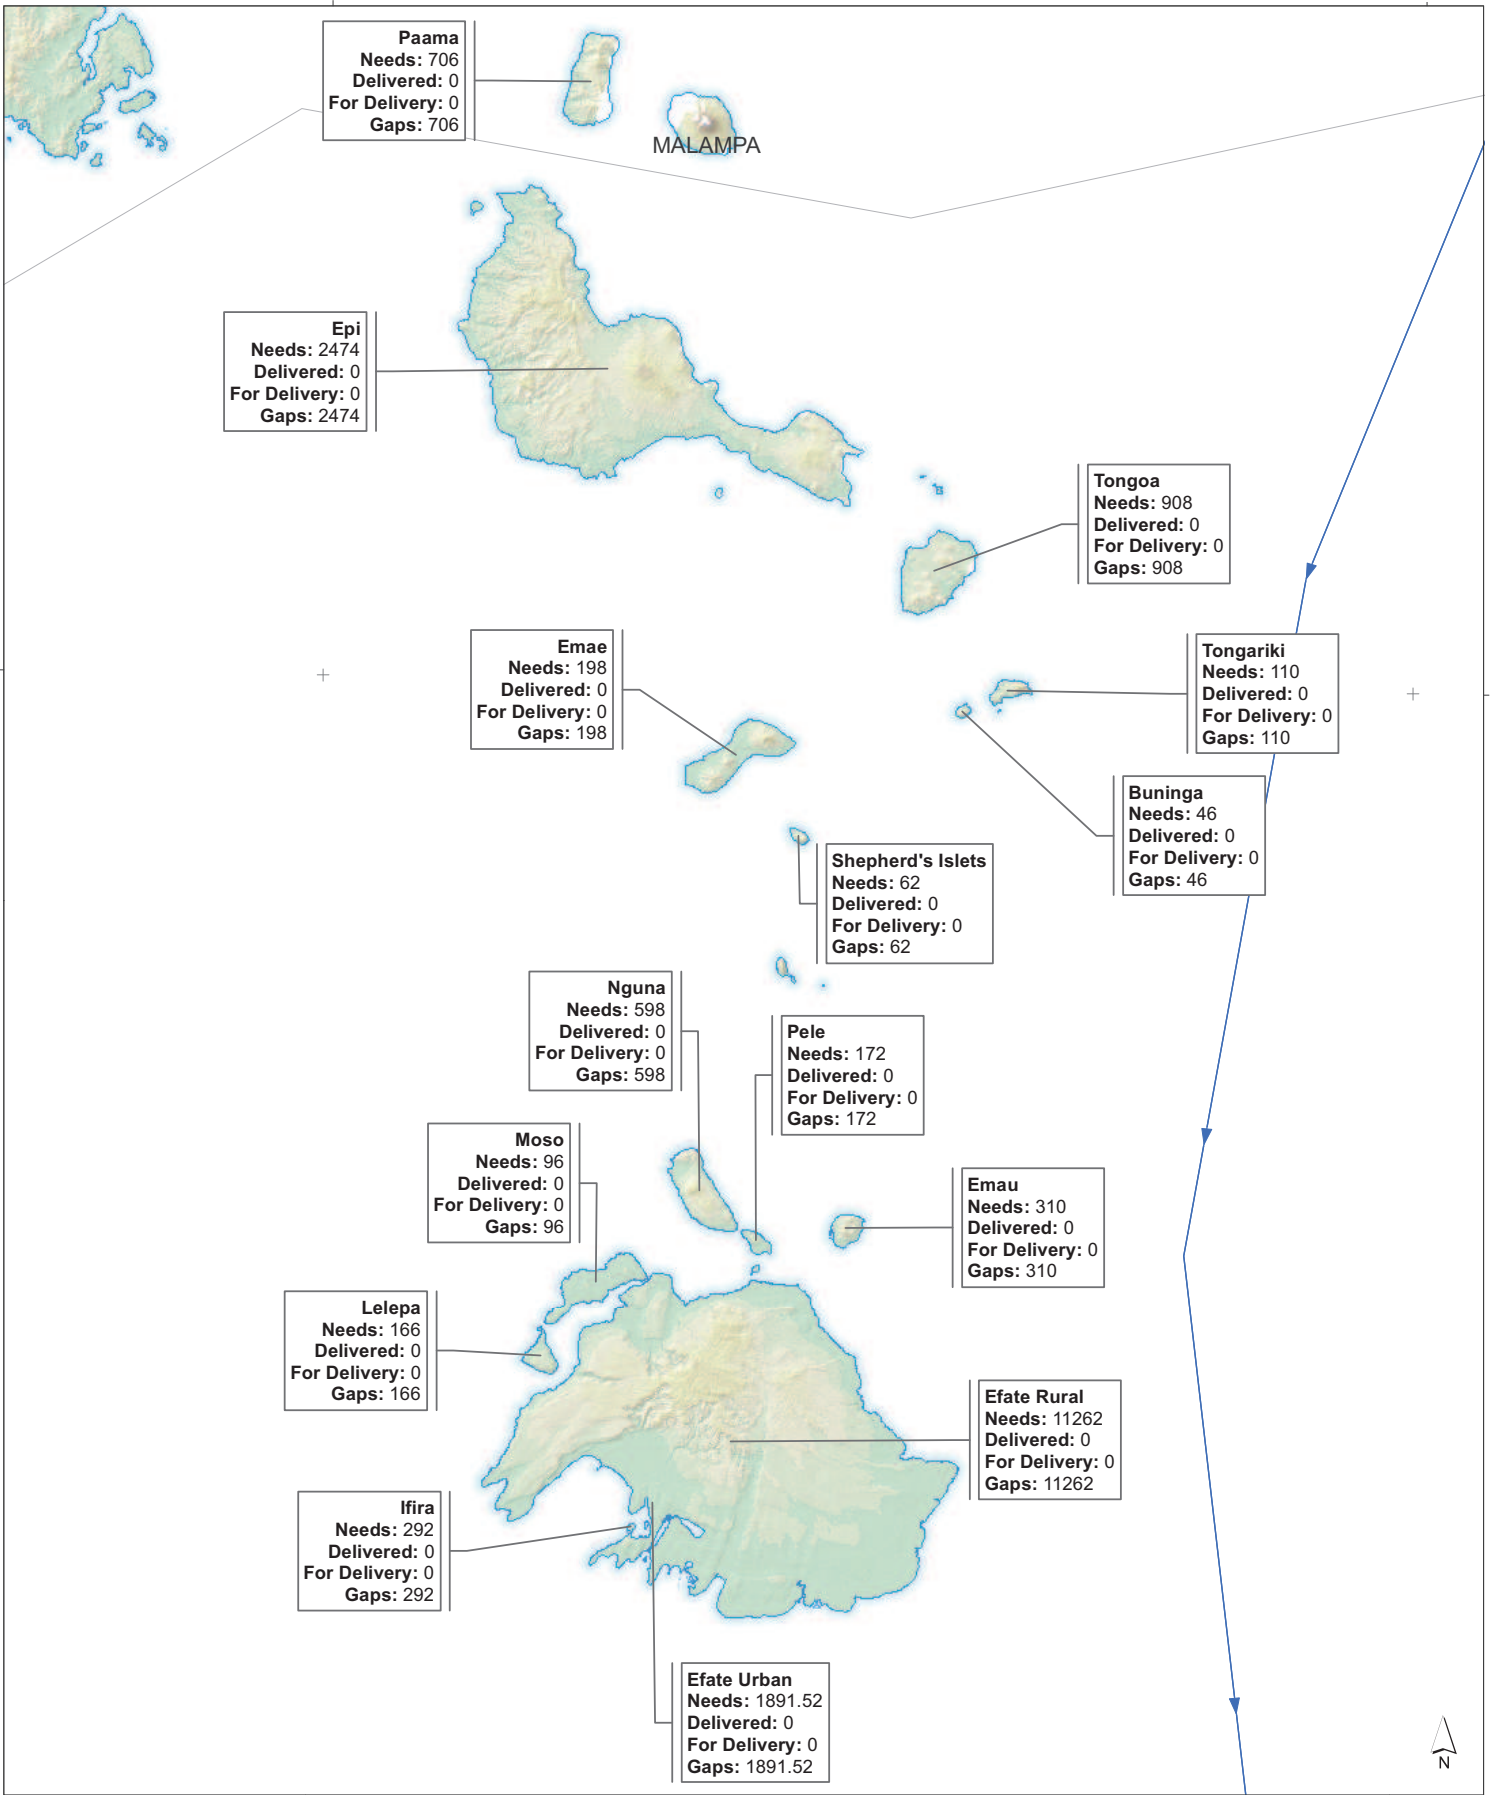 Paama
Needs: 706
Delivered: 0
For Delivery: 0
Gaps: 706
MALAMPA
Epi
Needs: 2474
Delivered: 0
For Delivery: 0
Gaps: 2474
Tongoa
Needs: 908
Delivered: 0
For Delivery: 0
Gaps: 908
Emae
Needs: 198
Delivered: 0
For Delivery: 0
Gaps: 198
Tongariki
Needs: 110
Delivered: 0
For Delivery: 0
Gaps: 110
Buninga
Needs: 46
Delivered: 0
For Delivery: 0
Gaps: 46
Shepherd's Islets
Needs: 62
Delivered: 0
For Delivery: 0
Gaps: 62
Nguna
Needs: 598
Delivered: 0
For Delivery: 0
Gaps: 598
Pele
Needs: 172
Delivered: 0
For Delivery: 0
Gaps: 172
Moso
Needs: 96
Delivered: 0
For Delivery: 0
Gaps: 96
Emau
Needs: 310
Delivered: 0
For Delivery: 0
Gaps: 310
Lelepa
Needs: 166
Delivered: 0
For Delivery: 0
Gaps: 166
Efate Rural
Needs: 11262
Delivered: 0
For Delivery: 0
Gaps: 11262
Ifira
Needs: 292
Delivered: 0
For Delivery: 0
Gaps: 292
Efate Urban
Needs: 1891.52
Delivered: 0
For Delivery: 0
Gaps: 1891.52
N